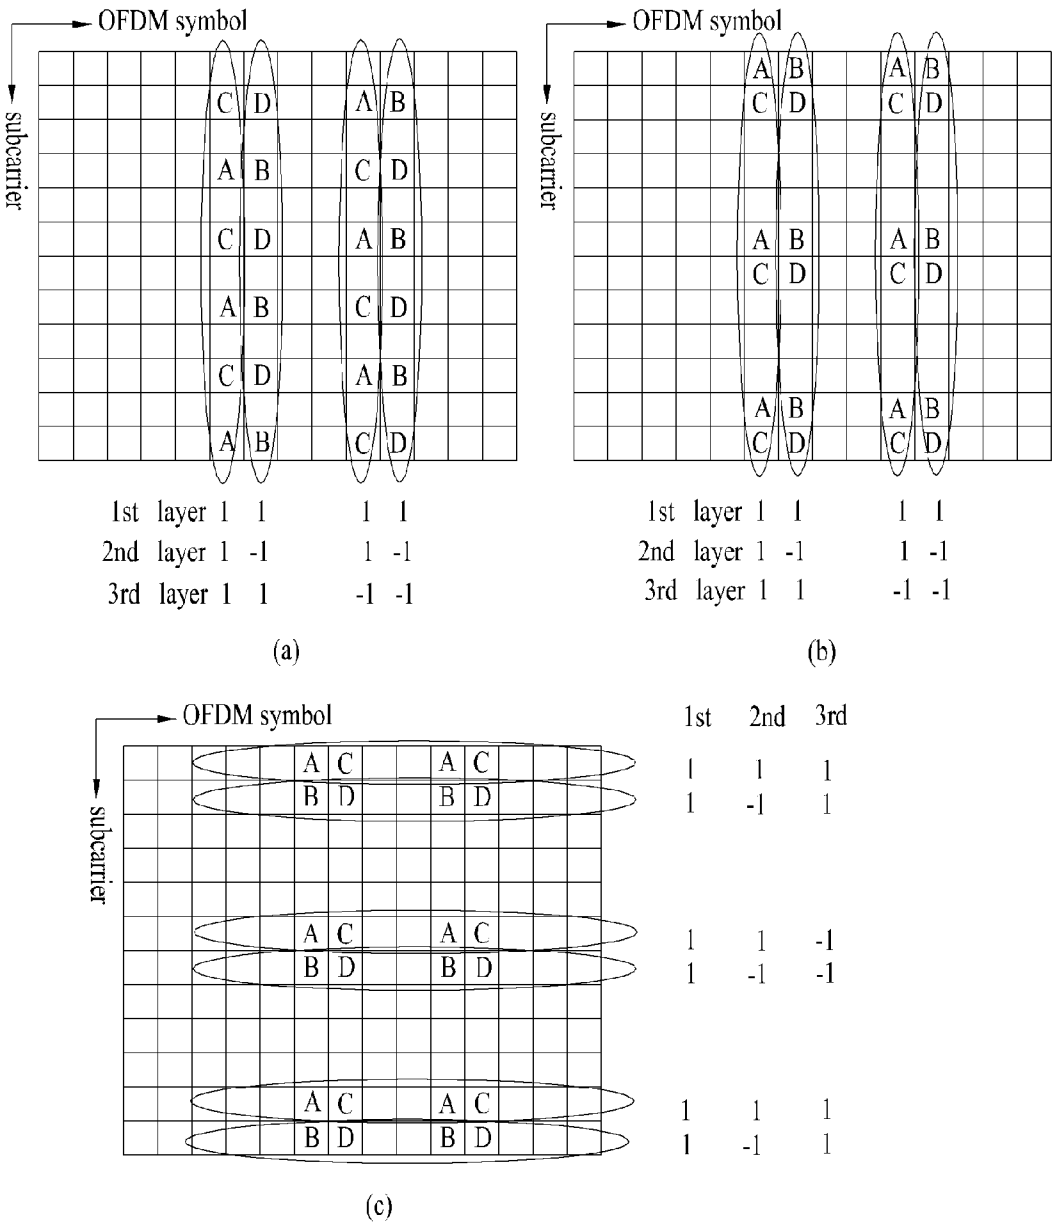 OFDM symbol
subcarrier
C D A B
A B C D
C D A B
A B C D
C D A B
A B C D
1st layer 1 1 1 1
2nd layer 1 -1 1 -1
3rd layer 1 1 -1 -1
(a)
OFDM symbol
subcarrier
A B A B
C D C D
A B A B
C D C D
A B A B
C D C D
1st layer 1 1 1 1
2nd layer 1 -1 1 -1
3rd layer 1 1 -1 -1
(b)
OFDM symbol
subcarrier
1st 2nd 3rd
A C A C 1 1 1
B D B D 1 -1 1
A C A C 1 1 -1
B D B D 1 -1 -1
A C A C 1 1 1
B D B D 1 -1 1
(c)